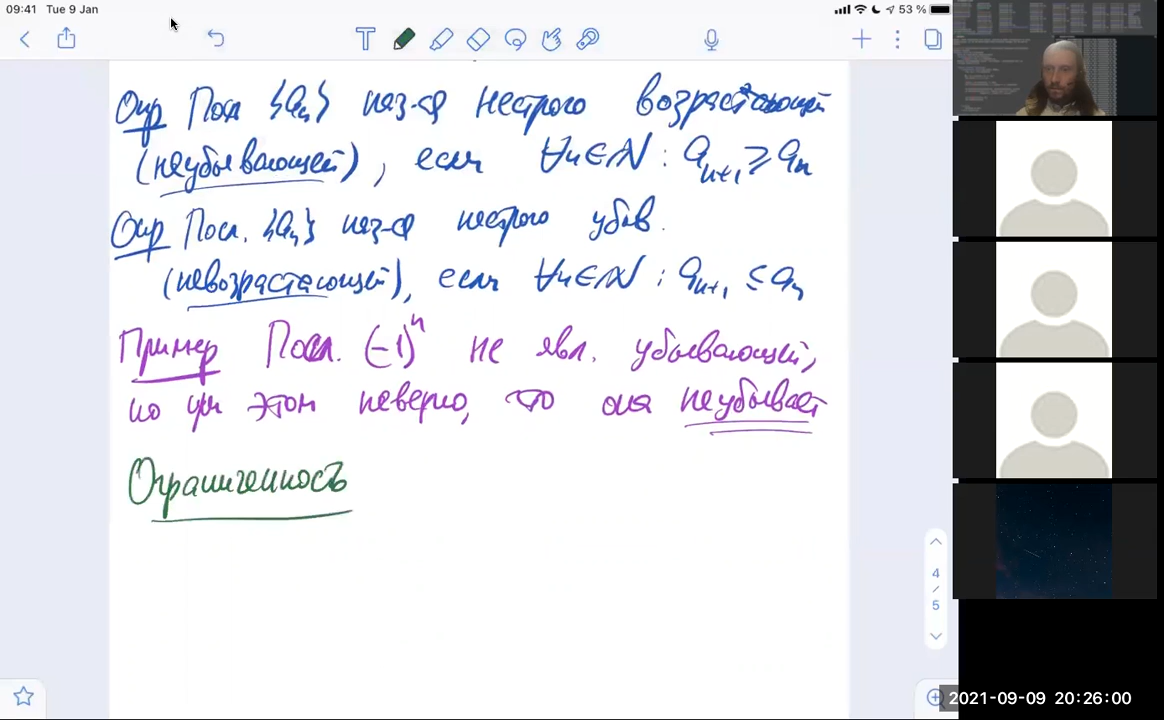 09:41 Tue 9 Jan
53 %
Опр Посл {aₙ} наз-ся нестрого возрастающей
(неубывающей), если ∀n∈ℕ : aₙ₊₁ ⩾ aₙ
Опр Посл. {aₙ} наз-ся нестрого убыв.
(невозрастающей), если ∀n∈ℕ : aₙ₊₁ ≤ aₙ
Пример Посл. (-1)ⁿ не явл. убывающей,
но при этом неверно, что она неубывает
Ограниченность
4
/
5
2021-09-09 20:26:00